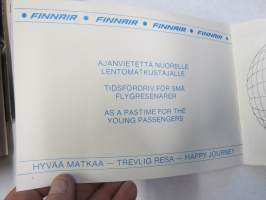 FINNAIR • FINNAIR • FINNAIR • FINNAIR •
AJANVIETETTÄ NUORELLE
LENTOMATKUSTAJALLE
TIDSFÖRDRIV FÖR SMÅ
FLYGRESENÄRER
AS A PASTIME FOR THE
YOUNG PASSENGERS
HYVÄÄ MATKAA — TREVLIG RESA — HAPPY JOURNEY